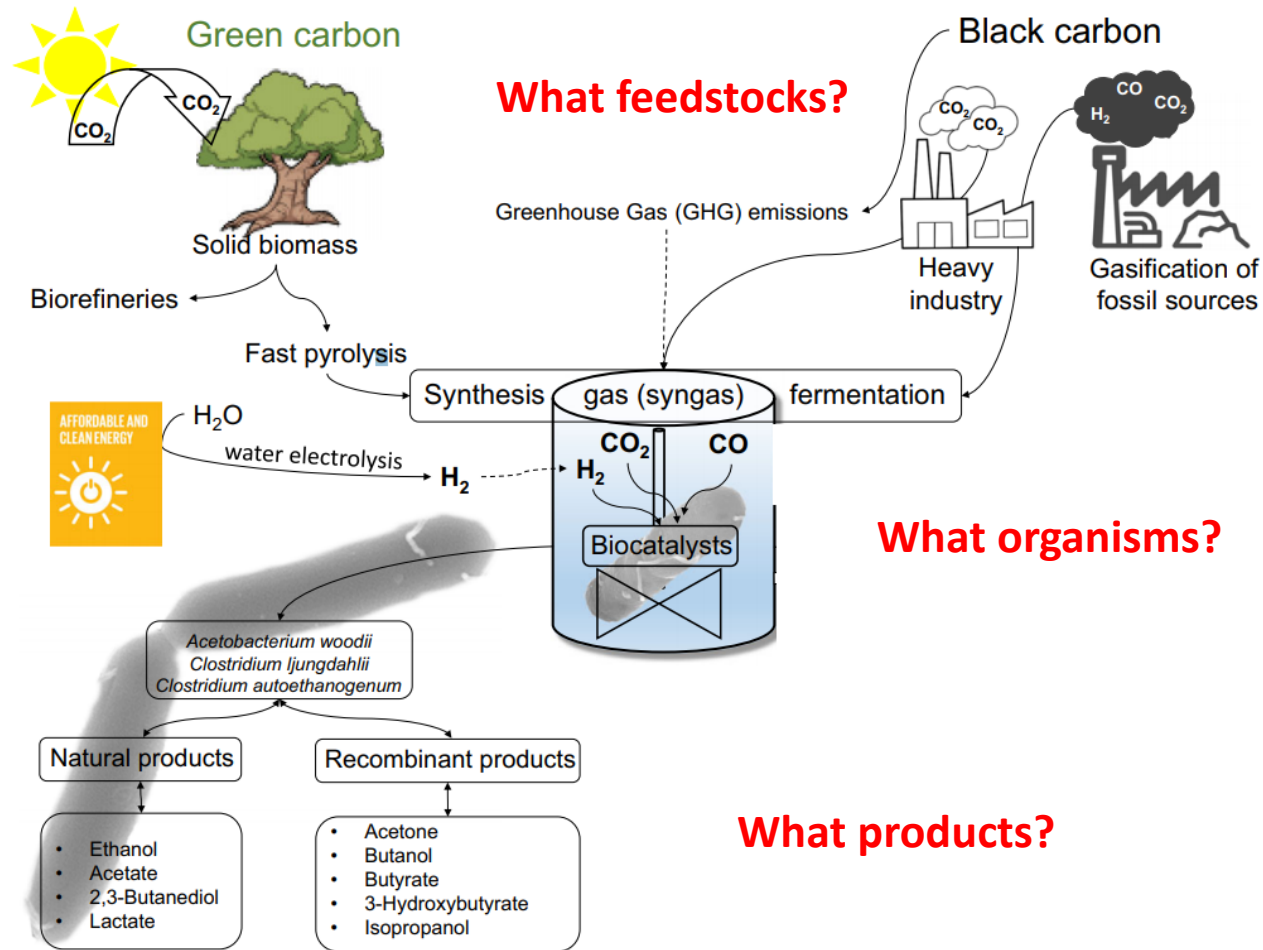 Green carbon
Black carbon
What feedstocks?
CO2
CO2
CO2
CO2
H2
CO
CO2
Greenhouse Gas (GHG) emissions
Solid biomass
Heavy
industry
Gasification of
fossil sources
Biorefineries
Fast pyrolysis
Synthesis gas (syngas) fermentation
AFFORDABLE AND
CLEAN ENERGY
H2O
water electrolysis
H2
H2
CO2
CO
Biocatalysts
What organisms?
Acetobacterium woodii
Clostridium ljungdahlii
Clostridium autoethanogenum
Natural products
Recombinant products
What products?
• Ethanol
• Acetate
• 2,3-Butanediol
• Lactate
• Acetone
• Butanol
• Butyrate
• 3-Hydroxybutyrate
• Isopropanol